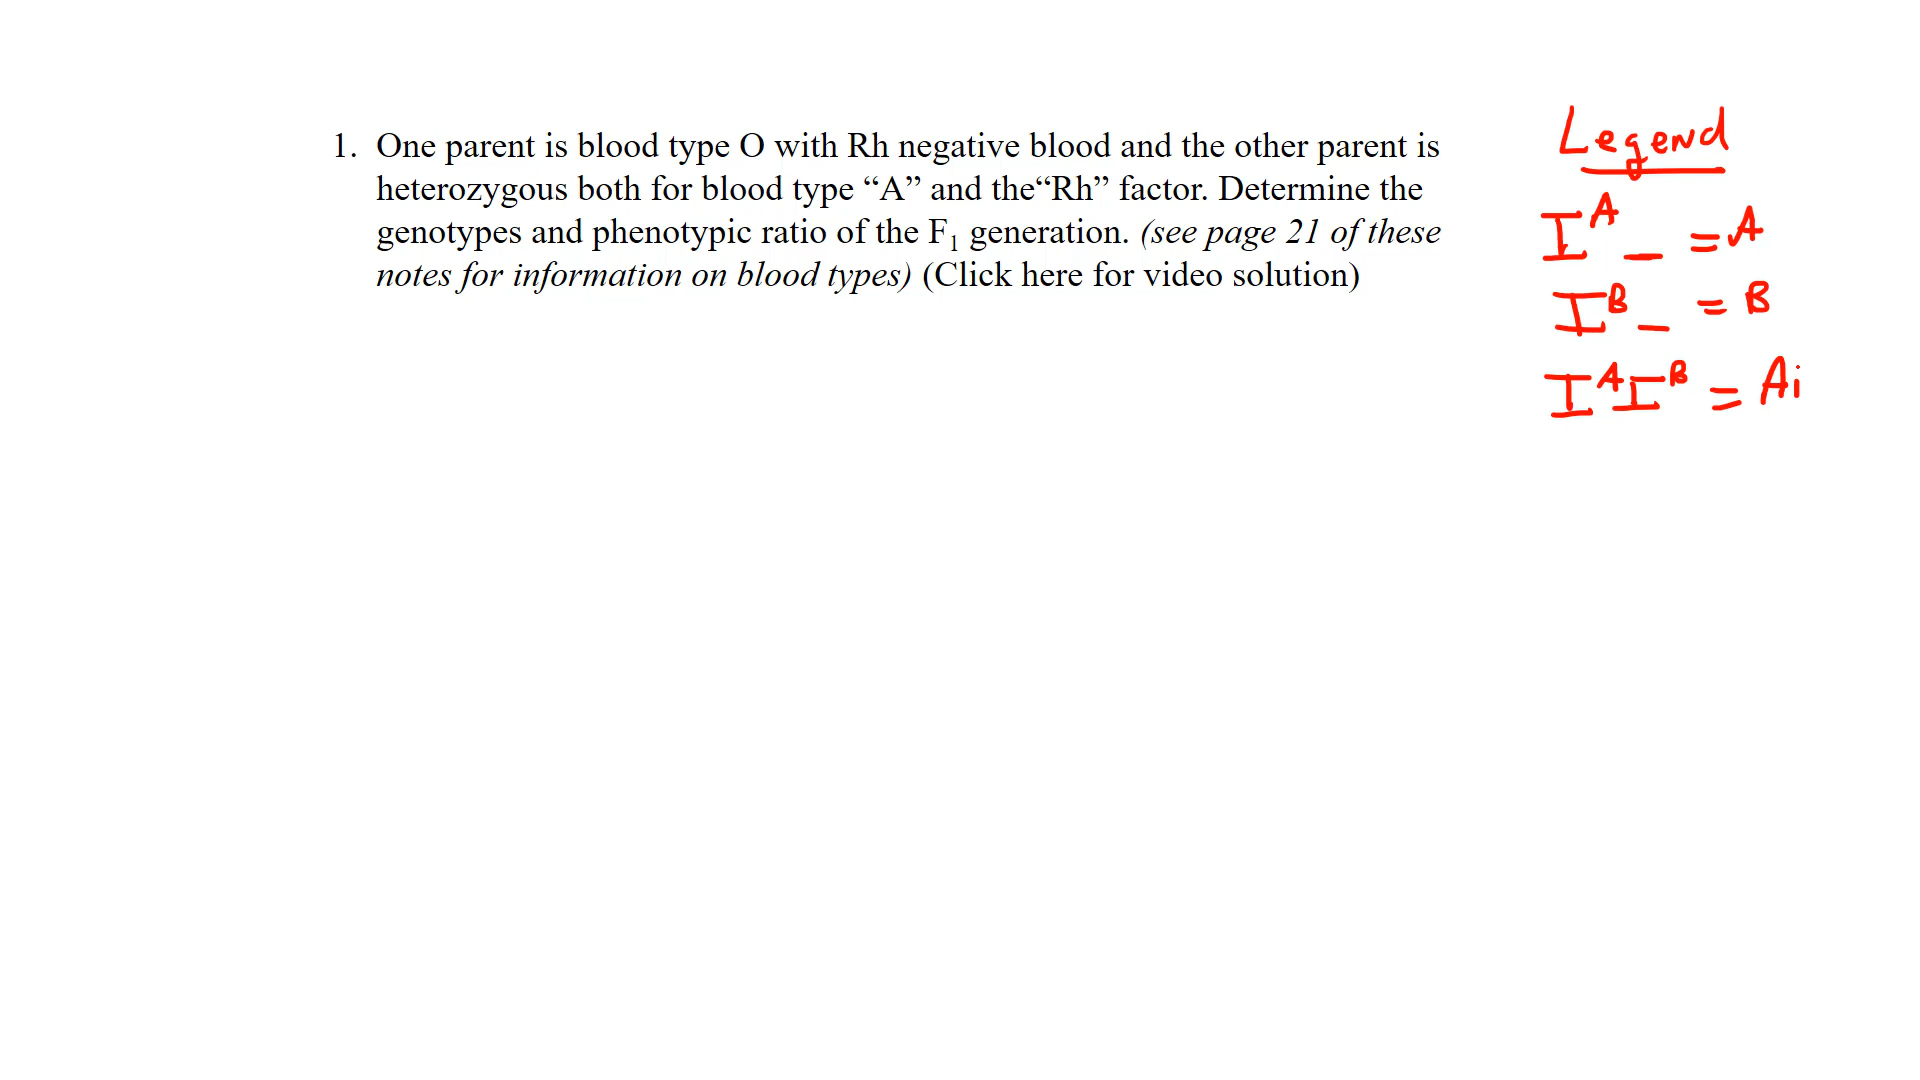 1. One parent is blood type O with Rh negative blood and the other parent is
heterozygous both for blood type “A” and the“Rh” factor. Determine the
genotypes and phenotypic ratio of the F₁ generation. (see page 21 of these
notes for information on blood types) (Click here for video solution)
Legend
Iᴬ _ = A
Iᴮ _ = B
IᴬIᴮ = Ai